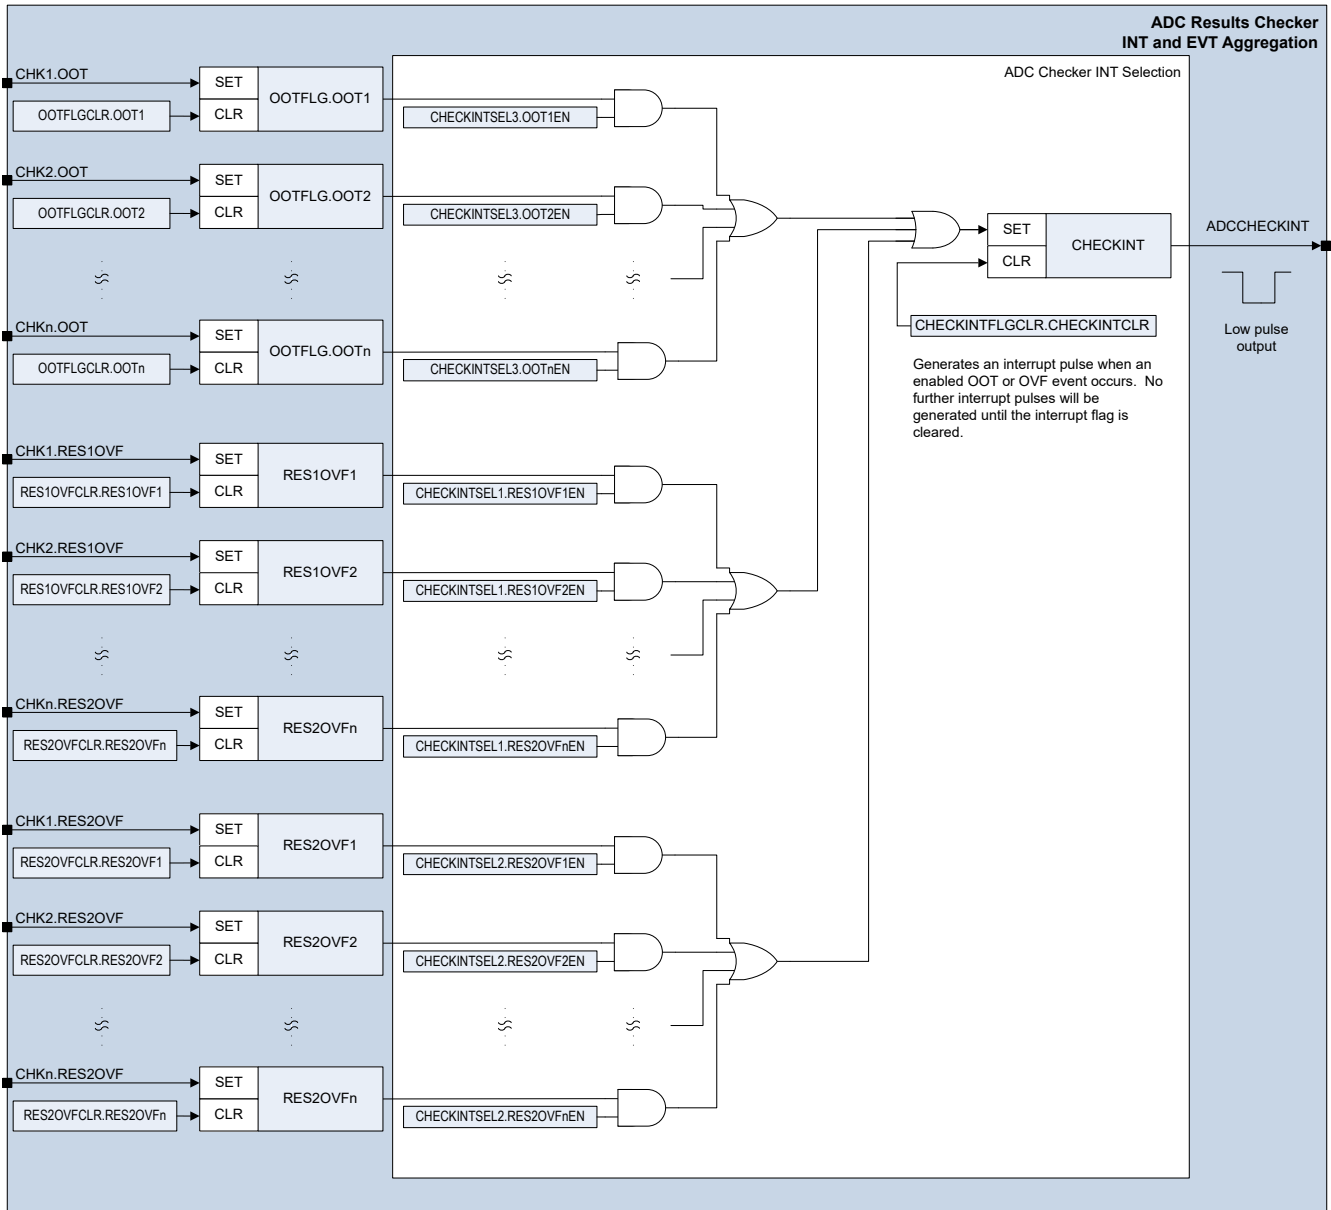 ADC Results Checker
INT and EVT Aggregation
ADC Checker INT Selection
CHK1.OOT
OOTFLGCLR.OOT1
SET
CLR
OOTFLG.OOT1
CHECKINTSEL3.OOT1EN
CHK2.OOT
OOTFLGCLR.OOT2
SET
CLR
OOTFLG.OOT2
CHECKINTSEL3.OOT2EN
CHKn.OOT
OOTFLGCLR.OOTn
SET
CLR
OOTFLG.OOTn
CHECKINTSEL3.OOTnEN
SET
CLR
CHECKINT
ADCCHECKINT
Low pulse
output
CHECKINTFLGCLR.CHECKINTCLR
Generates an interrupt pulse when an
enabled OOT or OVF event occurs. No
further interrupt pulses will be
generated until the interrupt flag is
cleared.
CHK1.RES1OVF
RES1OVFCLR.RES1OVF1
SET
CLR
RES1OVF1
CHECKINTSEL1.RES1OVF1EN
CHK2.RES1OVF
RES1OVFCLR.RES1OVF2
SET
CLR
RES1OVF2
CHECKINTSEL1.RES1OVF2EN
CHKn.RES2OVF
RES2OVFCLR.RES2OVFn
SET
CLR
RES2OVFn
CHECKINTSEL1.RES2OVFnEN
CHK1.RES2OVF
RES2OVFCLR.RES2OVF1
SET
CLR
RES2OVF1
CHECKINTSEL2.RES2OVF1EN
CHK2.RES2OVF
RES2OVFCLR.RES2OVF2
SET
CLR
RES2OVF2
CHECKINTSEL2.RES2OVF2EN
CHKn.RES2OVF
RES2OVFCLR.RES2OVFn
SET
CLR
RES2OVFn
CHECKINTSEL2.RES2OVFnEN